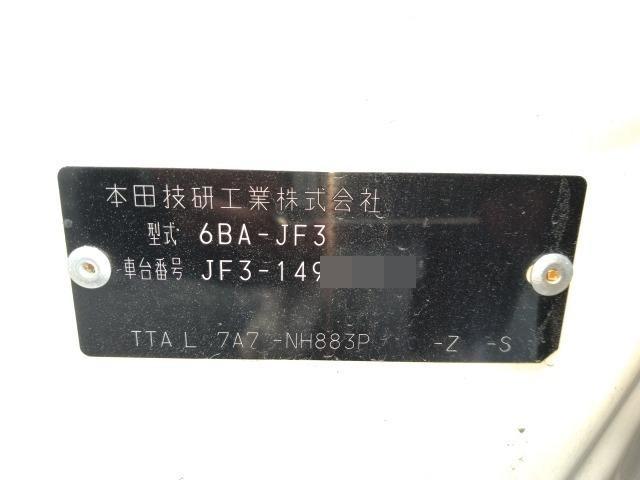 本田技研工業株式会社
型式 6BA-JF3
車台番号 JF3-149
TTA L 7A7 -NH883P -Z -S